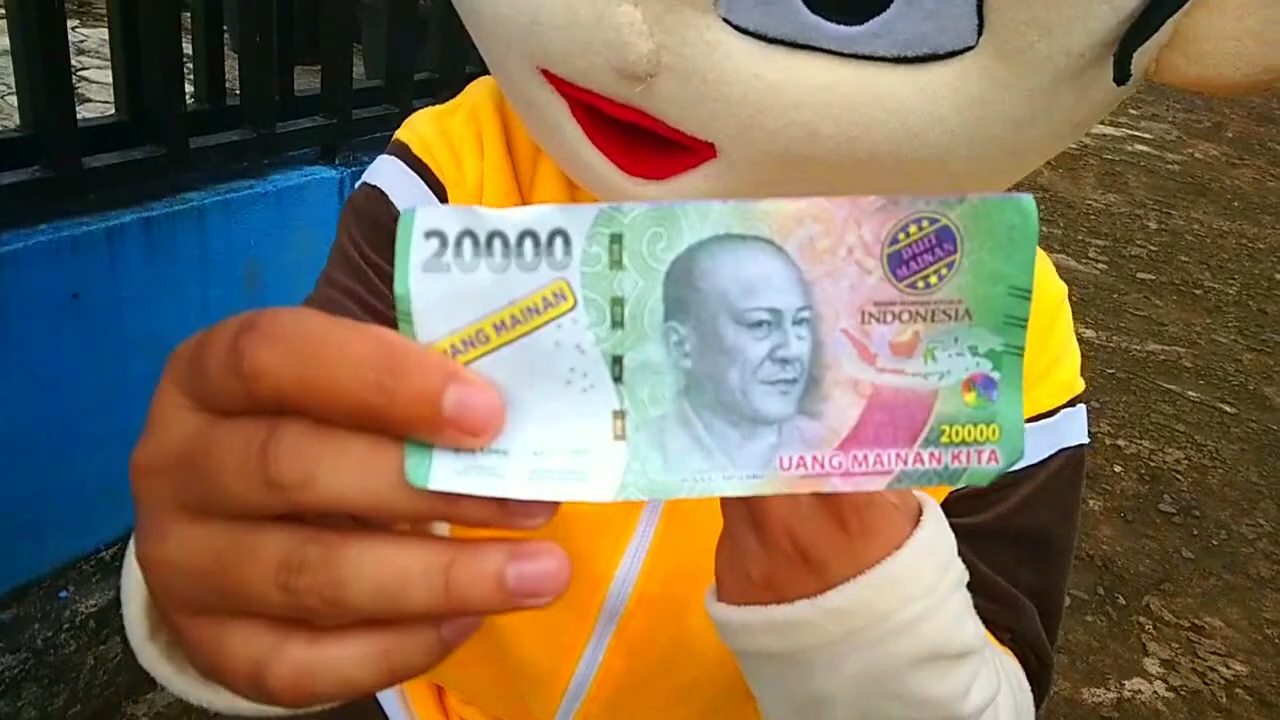 20000
UANG MAINAN
DUIT
MAINAN
INDONESIA
20000
UANG MAINAN KITA